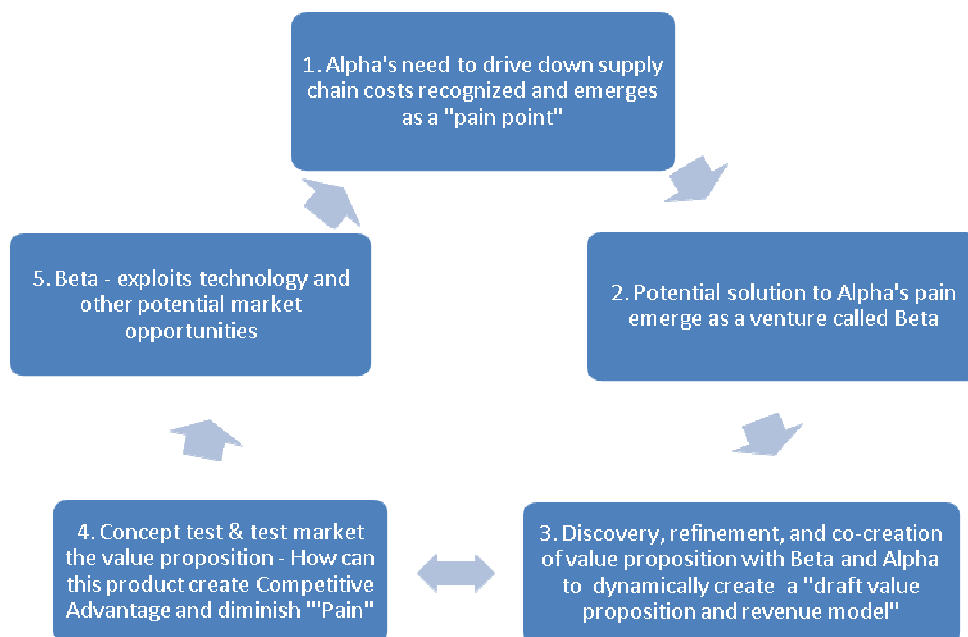 1. Alpha's need to drive down supply
chain costs recognized and emerges
as a "pain point"
2. Potential solution to Alpha's pain
emerge as a venture called Beta
3. Discovery, refinement, and co-creation
of value proposition with Beta and Alpha
to dynamically create a "draft value
proposition and revenue model"
4. Concept test & test market
the value proposition - How can
this product create Competitive
Advantage and diminish "'Pain"
5. Beta - exploits technology and
other potential market
opportunities